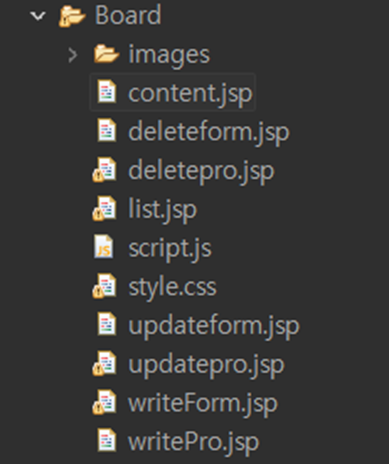 Board
images
content.jsp
deleteform.jsp
deletepro.jsp
list.jsp
script.js
style.css
updateform.jsp
updatepro.jsp
writeForm.jsp
writePro.jsp